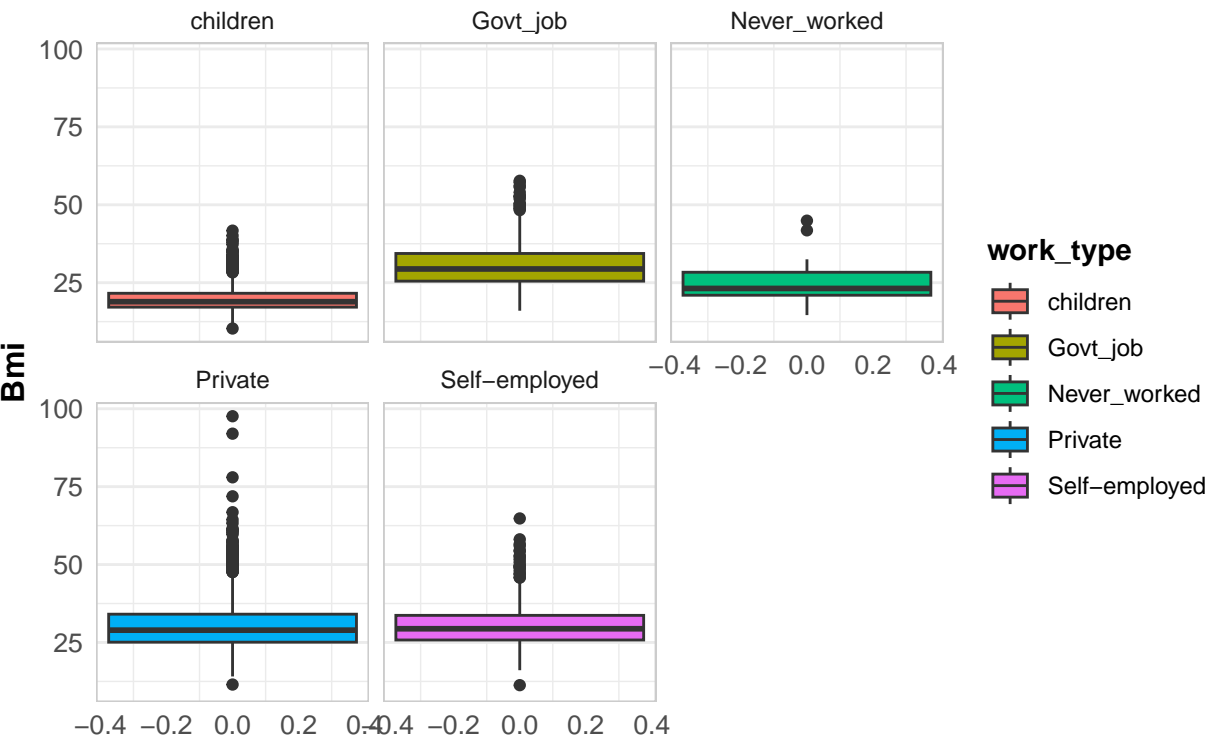 children Govt_job Never_worked
100
75
50
25
−0.4 −0.2 0.0 0.2 0.4
Bmi
Private Self−employed
100
75
50
25
−0.4 −0.2 0.0 0.2 0.4 −0.4 −0.2 0.0 0.2 0.4
work_type
children
Govt_job
Never_worked
Private
Self−employed